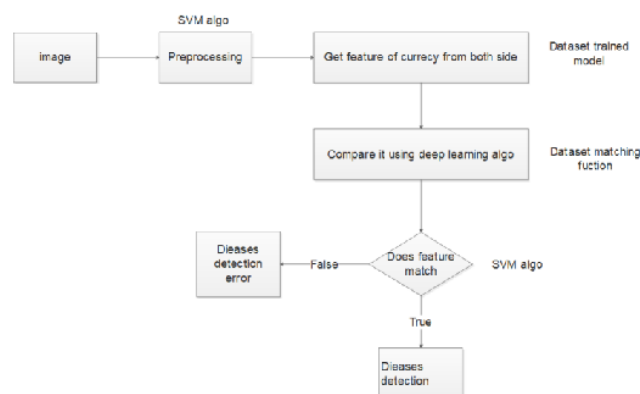 SVM algo
image
Preprocessing
Get feature of currecy from both side
Dataset trained
model
Compare it using deep learning algo
Dataset matching
fuction
Does feature
match
SVM algo
False
Dieases
detection
error
True
Dieases
detection